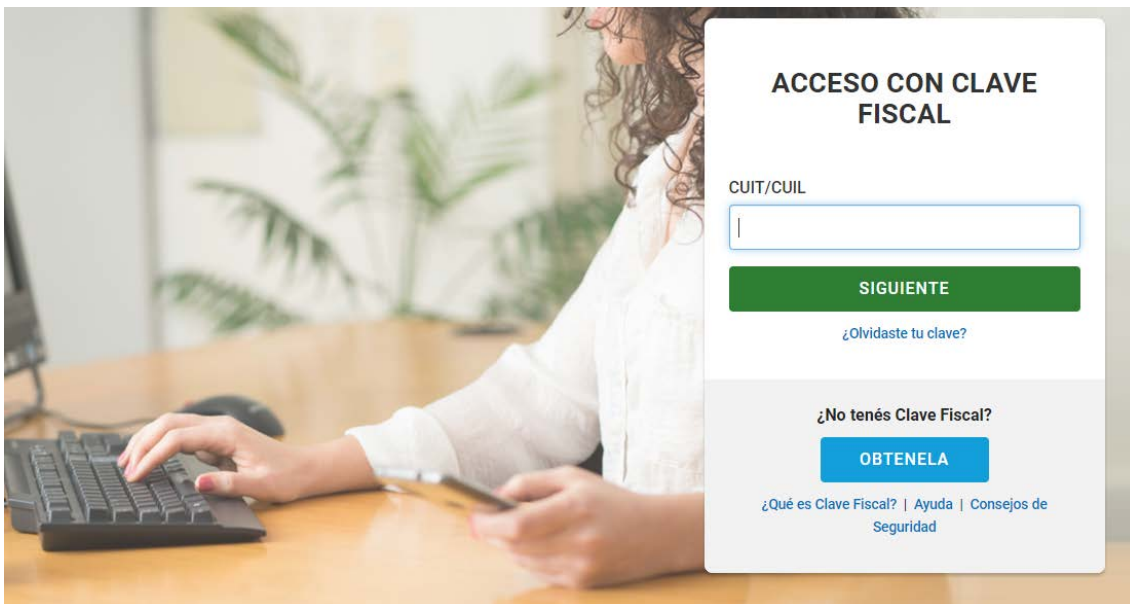 ACCESO CON CLAVE
FISCAL
CUIT/CUIL
SIGUIENTE
¿Olvidaste tu clave?
¿No tenés Clave Fiscal?
OBTENELA
¿Qué es Clave Fiscal? | Ayuda | Consejos de
Seguridad